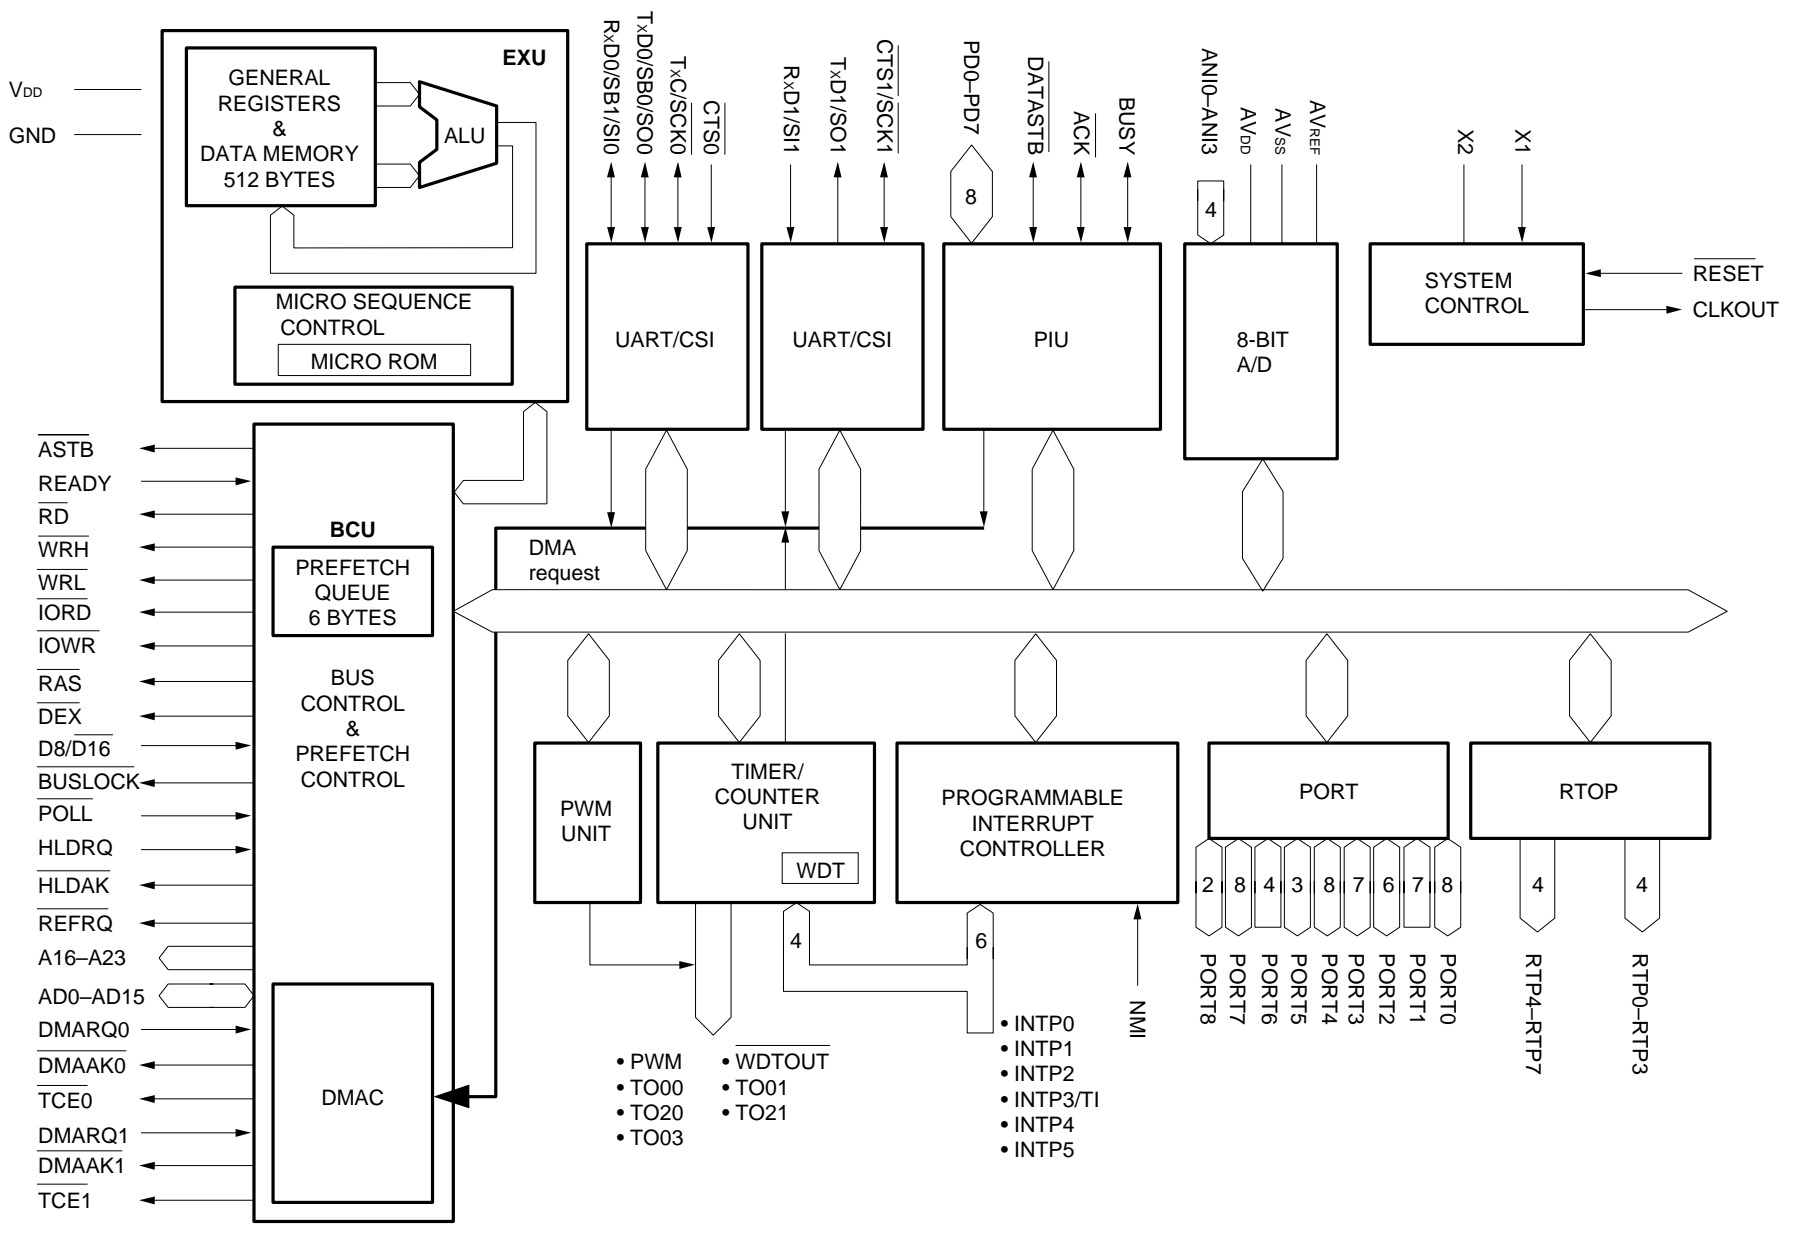 VDD
GND
EXU
GENERAL
REGISTERS
&
DATA MEMORY
512 BYTES
ALU
MICRO SEQUENCE
CONTROL
MICRO ROM
RxD0/SB1/SI0
TxD0/SB0/SO0
TxC/SCK0
CTS0
RxD1/SI1
TxD1/SO1
CTS1/SCK1
PD0–PD7
DATASTB
ACK
BUSY
ANI0–ANI3
AVDD
AVSS
AVREF
X2
X1
8
4
UART/CSI
UART/CSI
PIU
8-BIT
A/D
SYSTEM
CONTROL
RESET
CLKOUT
ASTB
READY
RD
WRH
WRL
IORD
IOWR
RAS
DEX
D8/D16
BUSLOCK
POLL
HLDRQ
HLDAK
REFRQ
A16–A23
AD0–AD15
DMARQ0
DMAAK0
TCE0
DMARQ1
DMAAK1
TCE1
BCU
PREFETCH
QUEUE
6 BYTES
BUS
CONTROL
&
PREFETCH
CONTROL
DMAC
DMA
request
PWM
UNIT
TIMER/
COUNTER
UNIT
WDT
PROGRAMMABLE
INTERRUPT
CONTROLLER
PORT
RTOP
4
6
2
8
4
3
8
7
6
7
8
4
4
NMI
PORT8
PORT7
PORT6
PORT5
PORT4
PORT3
PORT2
PORT1
PORT0
RTP4–RTP7
RTP0–RTP3
• PWM
• TO00
• TO20
• TO03
• WDTOUT
• TO01
• TO21
• INTP0
• INTP1
• INTP2
• INTP3/TI
• INTP4
• INTP5